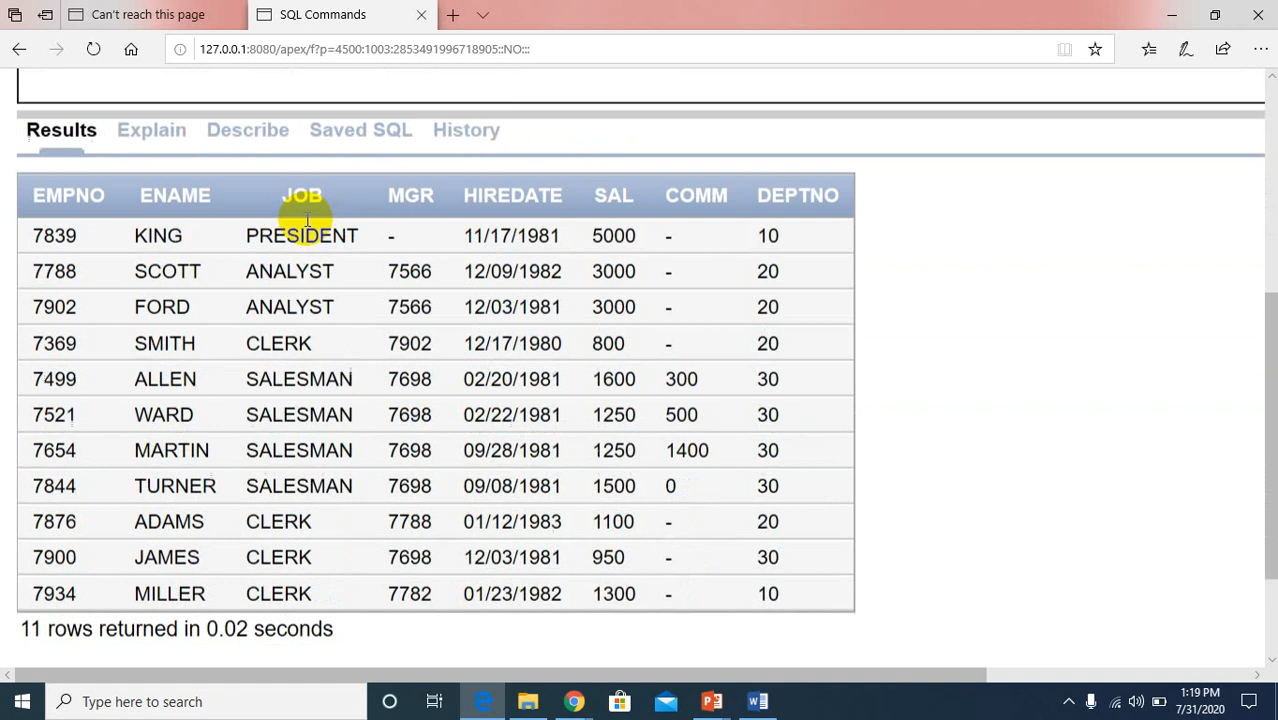 Can't reach this page
SQL Commands
127.0.0.1:8080/apex/f?p=4500:1003:2853491996718905::NO:::
Results Explain Describe Saved SQL History
EMPNO ENAME JOB MGR HIREDATE SAL COMM DEPTNO
7839 KING PRESIDENT - 11/17/1981 5000 - 10
7788 SCOTT ANALYST 7566 12/09/1982 3000 - 20
7902 FORD ANALYST 7566 12/03/1981 3000 - 20
7369 SMITH CLERK 7902 12/17/1980 800 - 20
7499 ALLEN SALESMAN 7698 02/20/1981 1600 300 30
7521 WARD SALESMAN 7698 02/22/1981 1250 500 30
7654 MARTIN SALESMAN 7698 09/28/1981 1250 1400 30
7844 TURNER SALESMAN 7698 09/08/1981 1500 0 30
7876 ADAMS CLERK 7788 01/12/1983 1100 - 20
7900 JAMES CLERK 7698 12/03/1981 950 - 30
7934 MILLER CLERK 7782 01/23/1982 1300 - 10
11 rows returned in 0.02 seconds
Type here to search
1:19 PM
7/31/2020